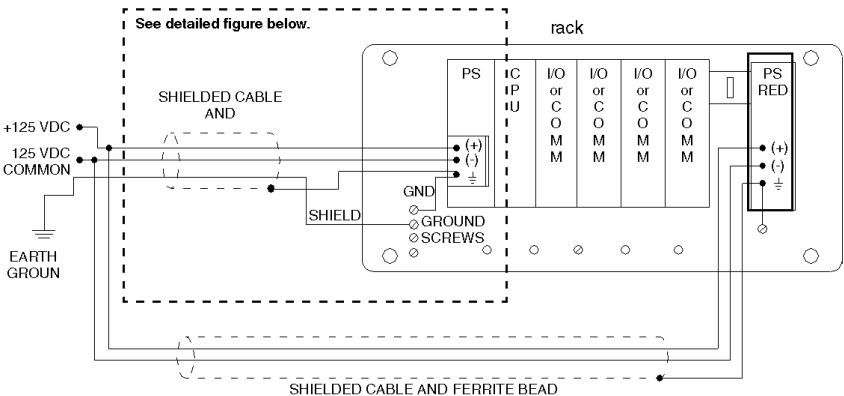 See detailed figure below.
rack
PS
C
P
U
I/O
or
C
O
M
M
I/O
or
C
O
M
M
I/O
or
C
O
M
M
I/O
or
C
O
M
M
PS
RED
SHIELDED CABLE
AND
+125 VDC
125 VDC
COMMON
(+)
(-)
(+)
(-)
GND
SHIELD
GROUND
SCREWS
EARTH
GROUN
SHIELDED CABLE AND FERRITE BEAD